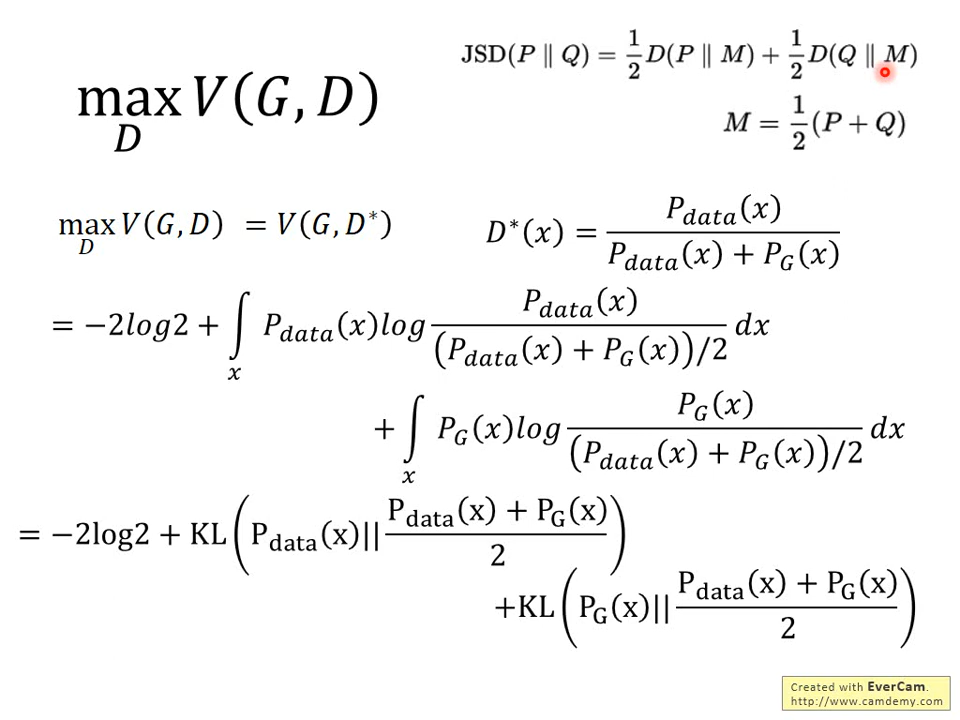 JSD(P ∥ Q) = 1/2 D(P ∥ M) + 1/2 D(Q ∥ M)
max_D V(G, D)
M = 1/2 (P + Q)
max_D V(G, D) = V(G, D*)
D*(x) = P_data(x) / (P_data(x) + P_G(x))
= −2log2 + ∫_x P_data(x)log P_data(x) / ((P_data(x) + P_G(x))/2) dx
+ ∫_x P_G(x)log P_G(x) / ((P_data(x) + P_G(x))/2) dx
= −2log2 + KL(P_data(x)||(P_data(x) + P_G(x))/2)
+KL(P_G(x)||(P_data(x) + P_G(x))/2)
Created with EverCam.
http://www.camdemy.com